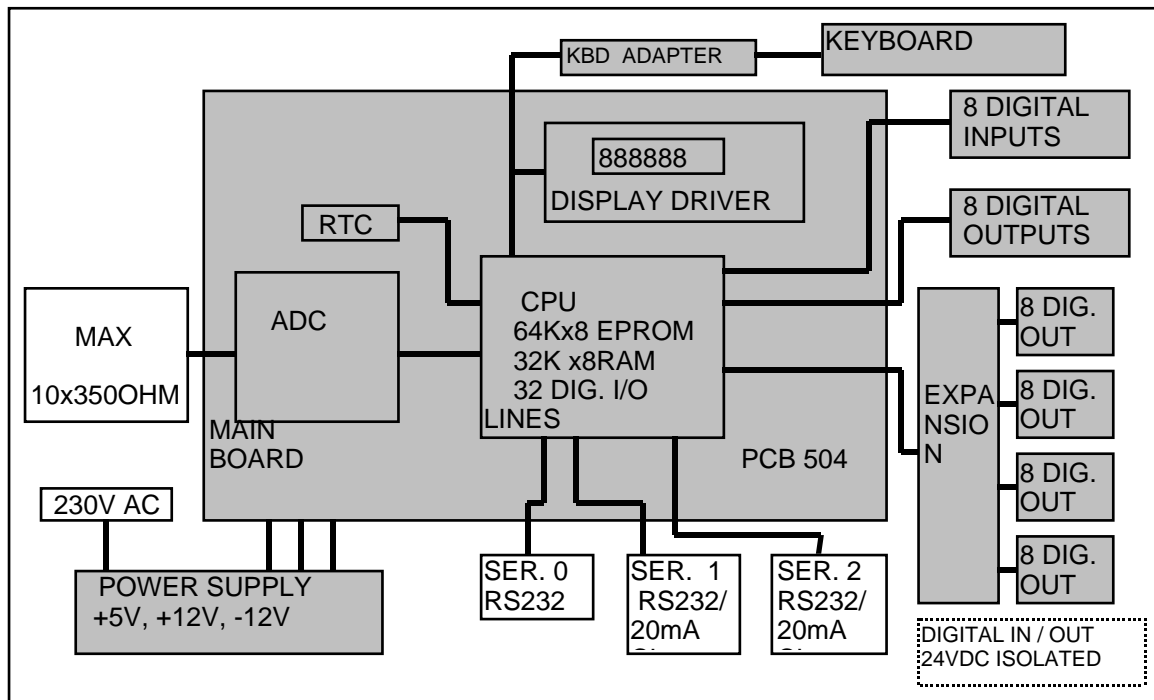 KBD ADAPTER
KEYBOARD
8 DIGITAL
INPUTS
888888
DISPLAY DRIVER
RTC
8 DIGITAL
OUTPUTS
MAX
10x350OHM
ADC
CPU
64Kx8 EPROM
32K x8RAM
32 DIG. I/O
LINES
MAIN
BOARD
PCB 504
EXPA
NSIO
N
8 DIG.
OUT
8 DIG.
OUT
8 DIG.
OUT
8 DIG.
OUT
230V AC
POWER SUPPLY
+5V, +12V, -12V
SER. 0
RS232
SER. 1
RS232/
20mA
SER. 2
RS232/
20mA
DIGITAL IN / OUT
24VDC ISOLATED